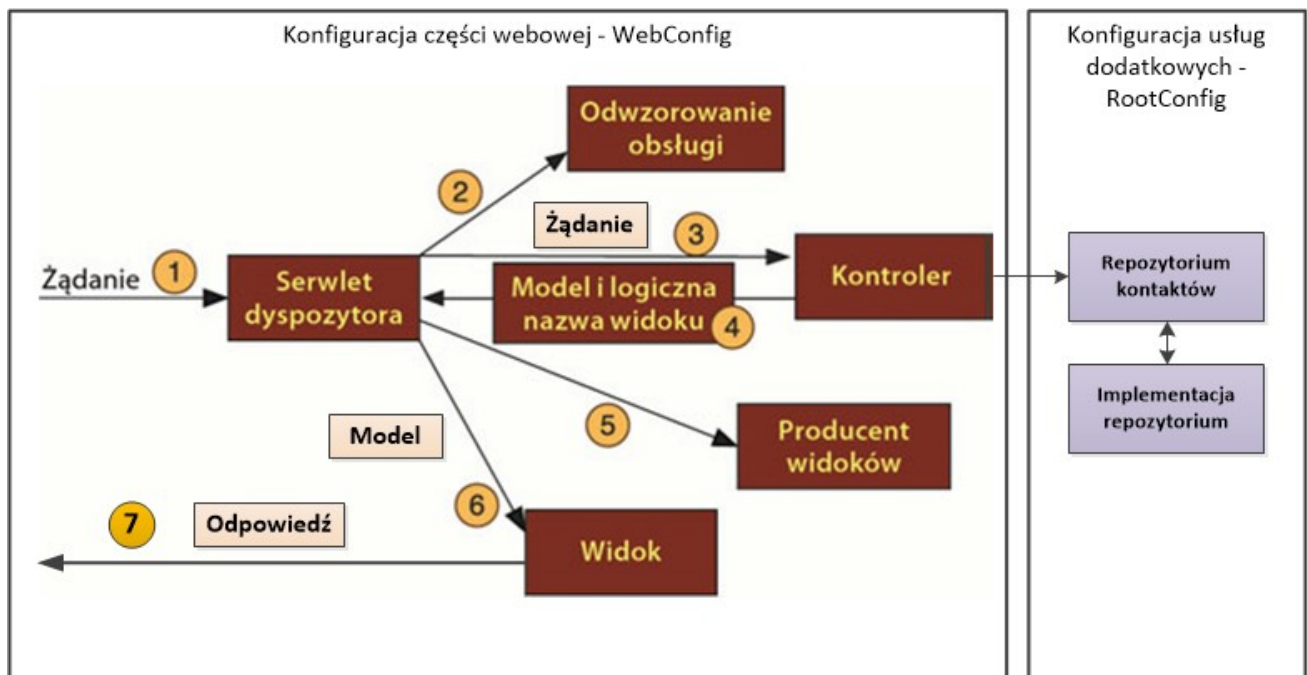 Konfiguracja części webowej - WebConfig
Konfiguracja usług
dodatkowych -
RootConfig
Odwzorowanie
obsługi
2
Żądanie
3
Żądanie
1
Serwlet
dyspozytora
Model i logiczna
nazwa widoku
4
Kontroler
Repozytorium
kontaktów
Implementacja
repozytorium
5
Model
Producent
widoków
6
7
Odpowiedź
Widok